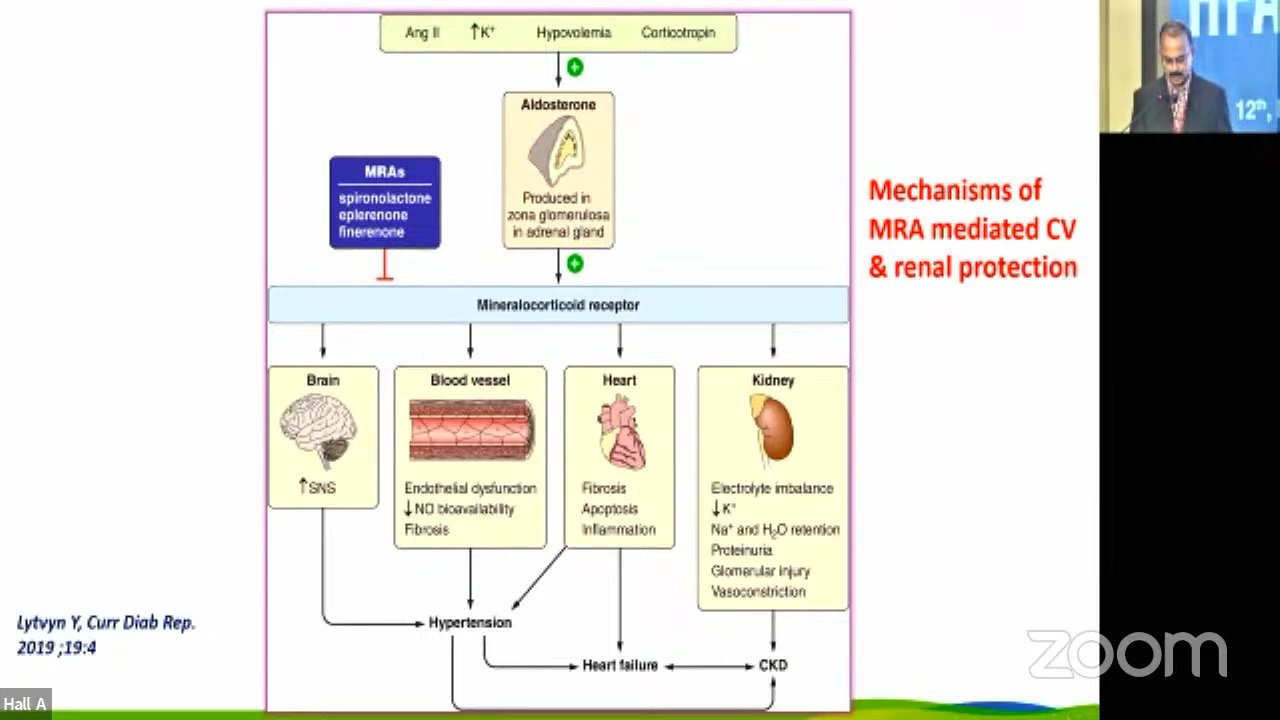 Ang II ↑K⁺ Hypovolemia Corticotropin
Aldosterone
Produced in
zona glomerulosa
in adrenal gland
MRAs
spironolactone
eplerenone
finerenone
Mineralocorticoid receptor
Brain
↑SNS
Blood vessel
Endothelial dysfunction
↓NO bioavailability
Fibrosis
Heart
Fibrosis
Apoptosis
Inflammation
Kidney
Electrolyte imbalance
↓K⁺
Na⁺ and H₂O retention
Proteinuria
Glomerular injury
Vasoconstriction
Hypertension
Heart failure
CKD
Mechanisms of
MRA mediated CV
& renal protection
Lytvyn Y, Curr Diab Rep.
2019 ;19:4
HFA
12th,
zoom
Hall A